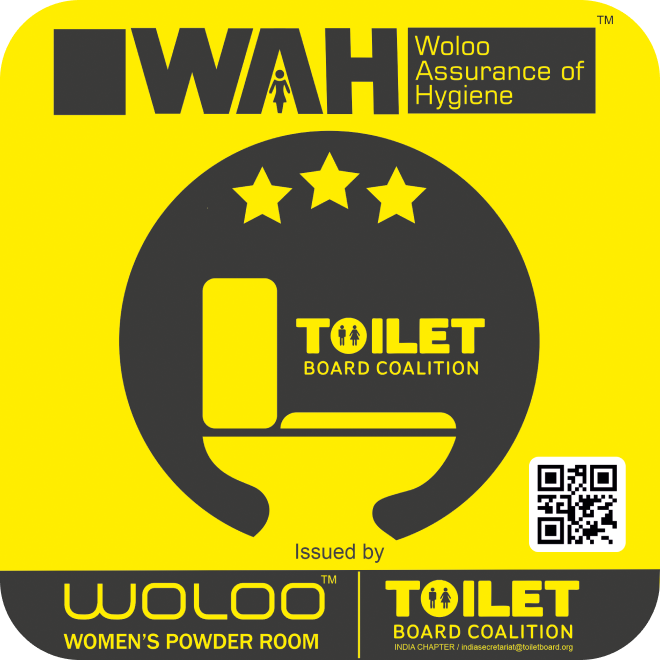 WAH
TM
Woloo
Assurance of
Hygiene
TOILET
BOARD COALITION
Issued by
WOLOO TM
WOMEN'S POWDER ROOM
TOILET
BOARD COALITION
INDIA CHAPTER / indiasecretariat@toiletboard.org